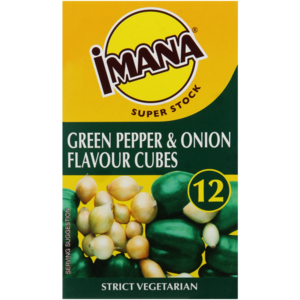 IMANA
SUPER STOCK
GREEN PEPPER & ONION
FLAVOUR CUBES
12
SERVING SUGGESTION
STRICT VEGETARIAN